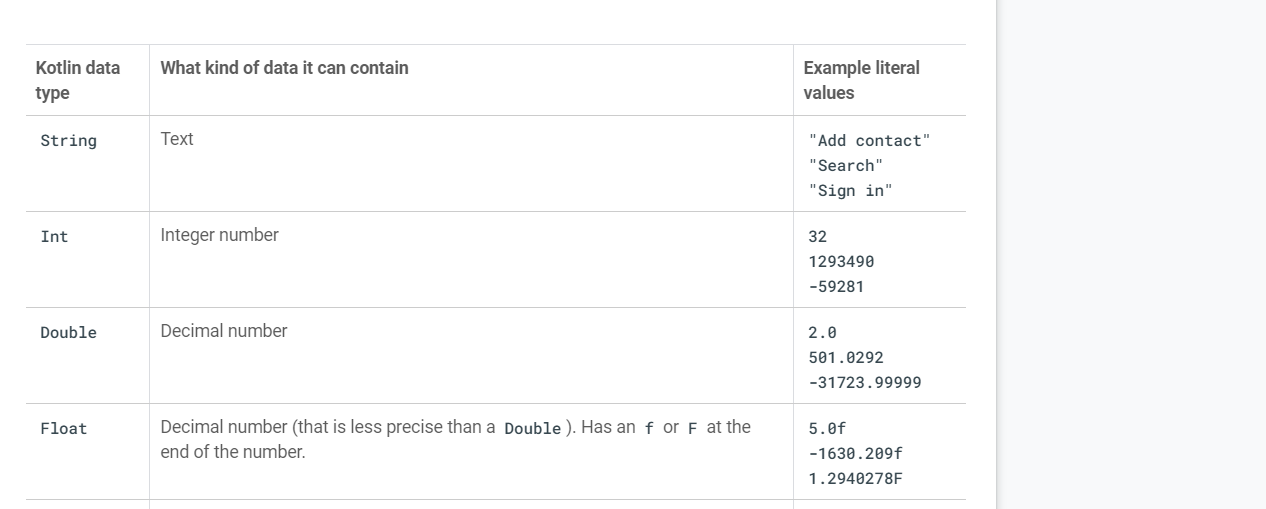 Kotlin data type
What kind of data it can contain
Example literal values
String
Text
"Add contact"
"Search"
"Sign in"
Int
Integer number
32
1293490
-59281
Double
Decimal number
2.0
501.0292
-31723.99999
Float
Decimal number (that is less precise than a Double ). Has an f or F at the
end of the number.
5.0f
-1630.209f
1.2940278F